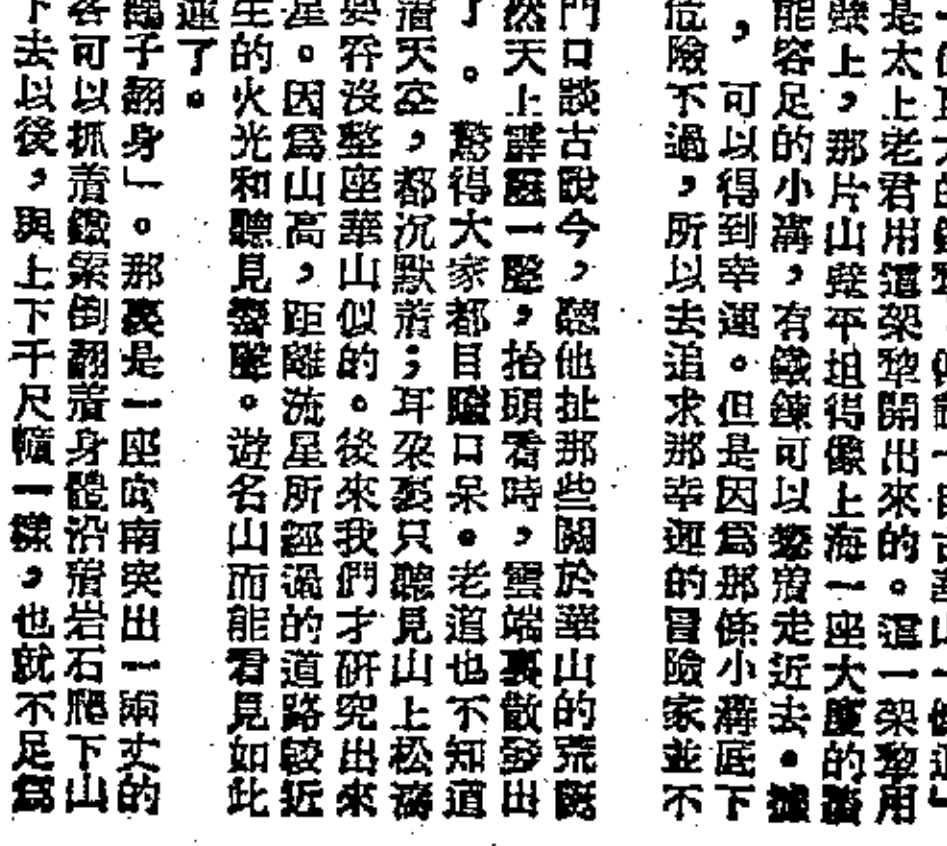 是太上老君用這架犂開出來的。這一架犂用
壁上，那片山壁平坦得像上海一座大廈的牆
能容足的小溝，有鐵鍊可以攀着走近去。據
，可以得到幸運。但是因爲那條小溝底下
危險不過，所以去追求那幸運的冒險家並不
門口談古說今，聽他扯那些關於華山的荒誕
然天上霹靂一聲，抬頭看時，雲端裏散發出
了。驚得大家都目瞪口呆。老道也不知道
滑天空，都沉默着；耳朶裏只聽見山上松濤
要吞沒整座華山似的。後來我們才研究出來
星。因爲山高，距離流星所經過的道路較近
生的火光和聽見響聲。遊名山而能看見如此
運了。
鷂子翻身」。那裏是一座向南突出一兩丈的
客可以抓着鐵索倒翻着身體沿着岩石爬下山
下去以後，與上下千尺幢一樣，也就不足爲